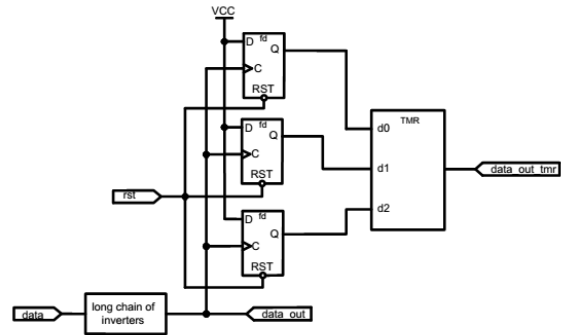 VCC
D fd Q
C
RST
TMR
d0
D fd Q
C
d1
data_out_tmr
RST
rst
d2
D fd Q
C
RST
long chain of
inverters
data
data_out